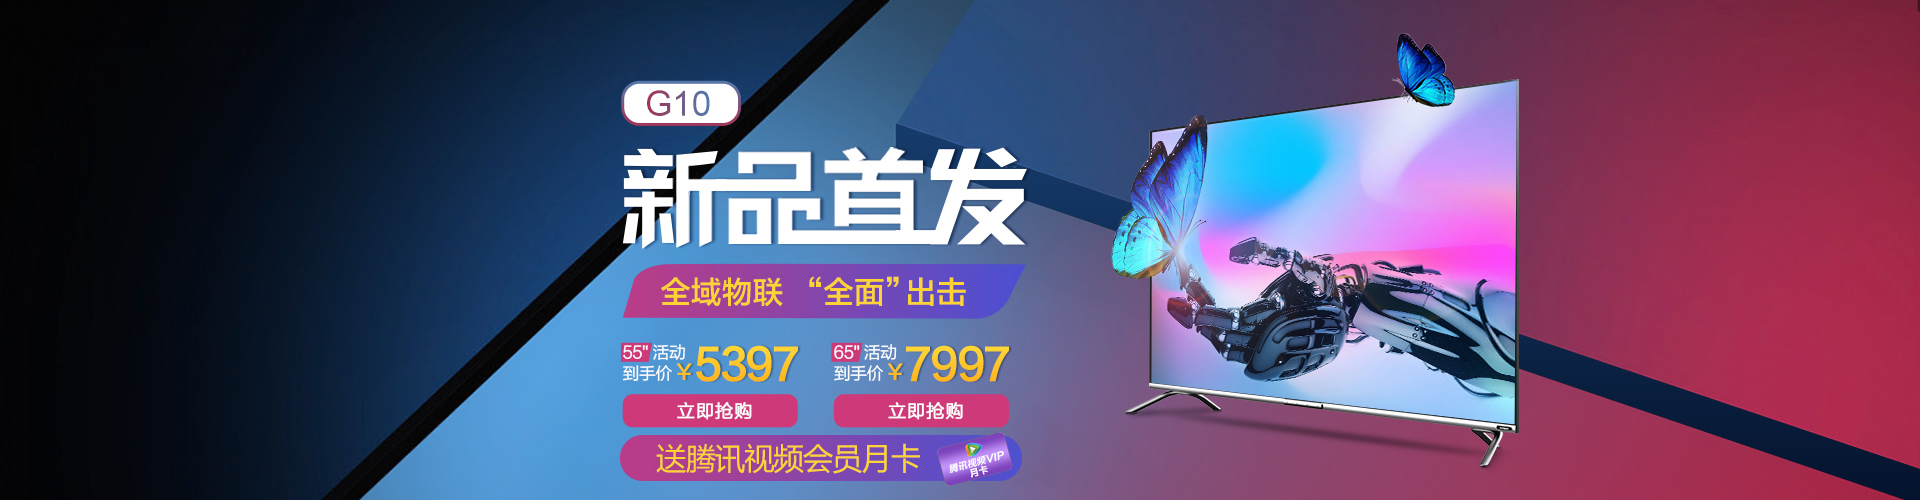 G10
新品首发
全域物联 “全面”出击
55" 活动到手价 ¥5397
65" 活动到手价 ¥7997
立即抢购 立即抢购
送腾讯视频会员月卡
腾讯视频VIP
月卡